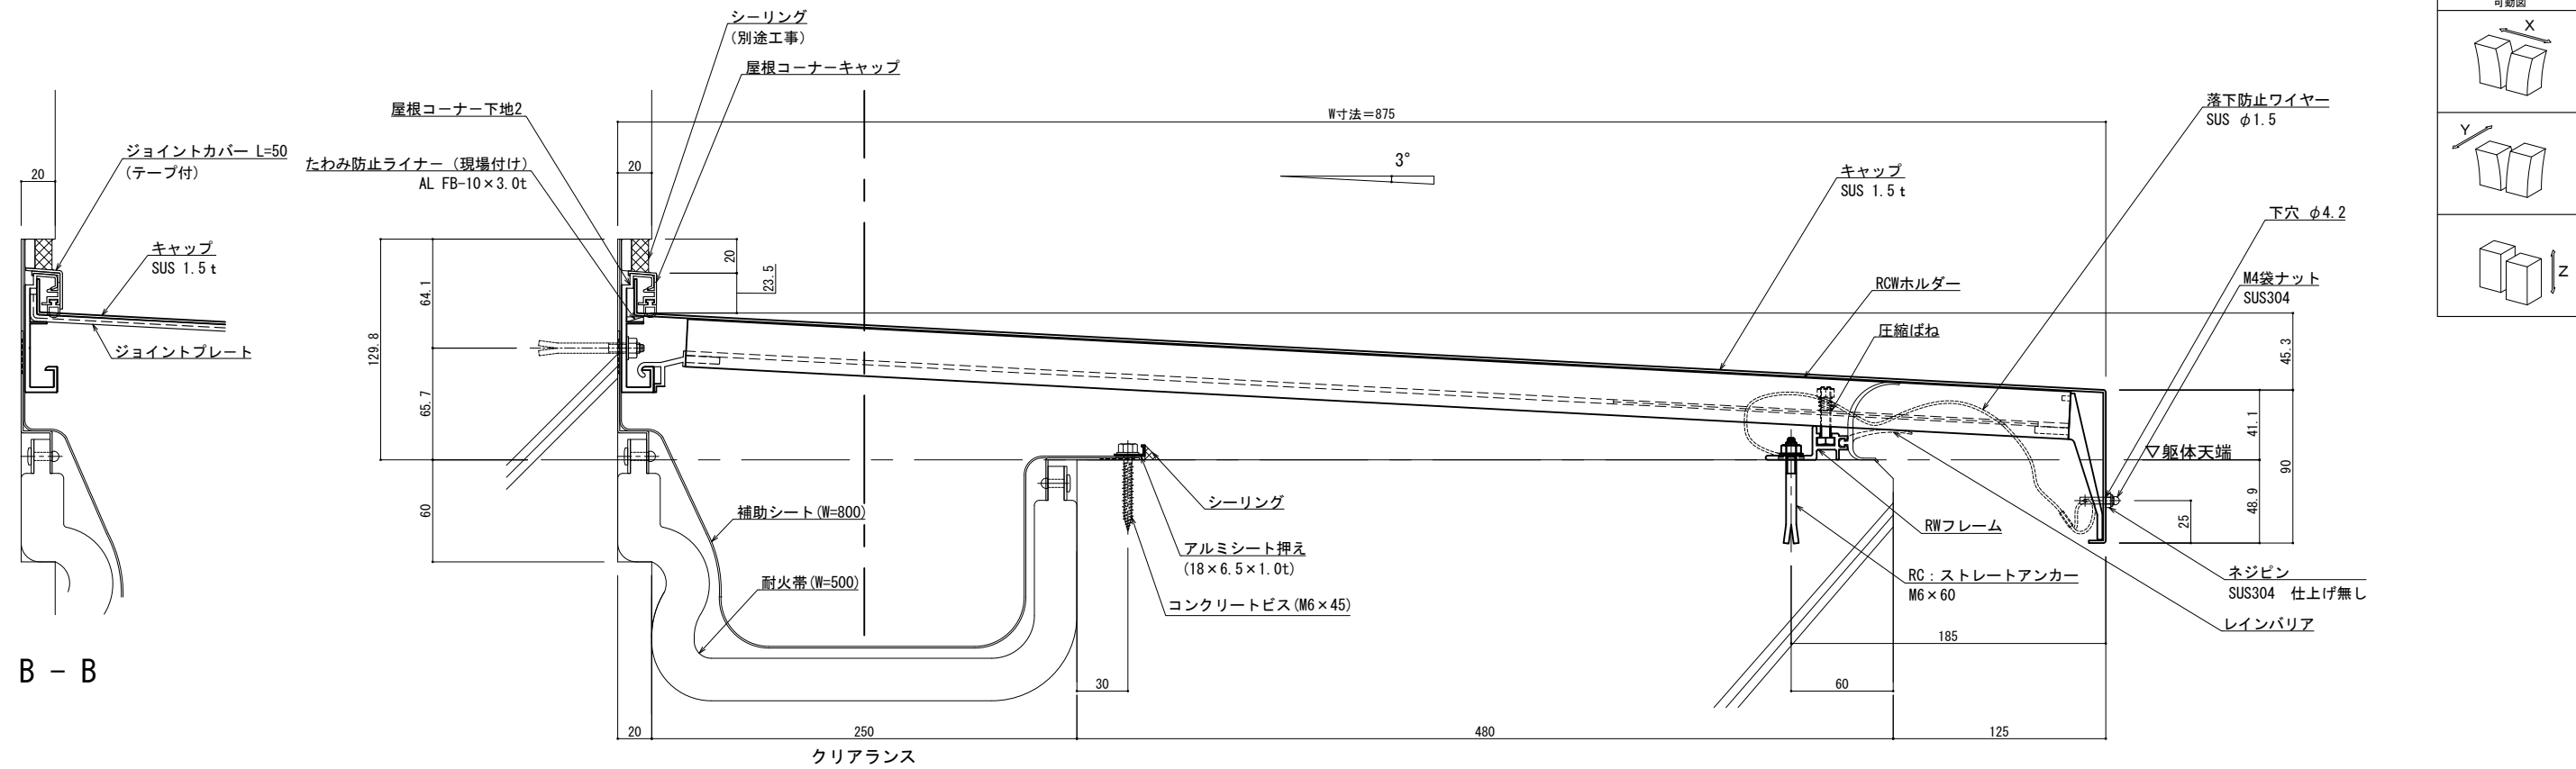 可動図
X
Y
Z
シーリング
(別途工事)
屋根コーナーキャップ
屋根コーナー下地2
たわみ防止ライナー (現場付け)
AL FB-10×3.0t
ジョイントカバー L=50
(テープ付)
20
キャップ
SUS 1.5t
ジョイントプレート
B - B
W寸法=875
20
3°
落下防止ワイヤー
SUS φ1.5
キャップ
SUS 1.5t
下穴 φ4.2
M4袋ナット
SUS304
RCWホルダー
圧縮ばね
20
23.5
64.1
129.8
65.7
60
45.3
41.1
90
48.9
25
▽躯体天端
シーリング
補助シート(W=800)
アルミシート押え
(18×6.5×1.0t)
耐火帯(W=500)
コンクリートビス(M6×45)
RWフレーム
RC:ストレートアンカー
M6×60
ネジピン
SUS304 仕上げ無し
レインバリア
185
30
60
20
250
480
125
クリアランス